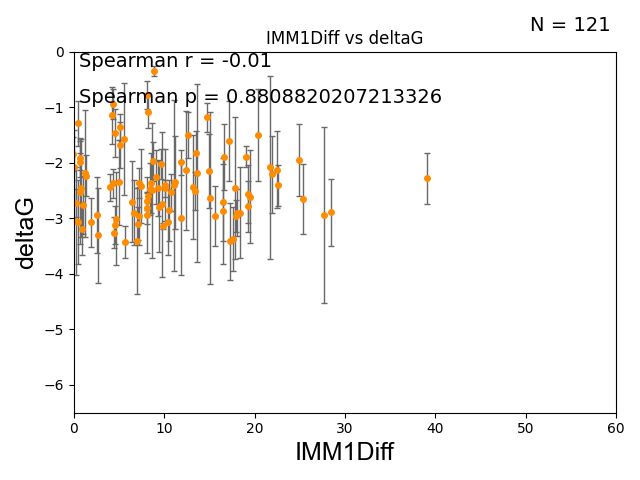 N = 121
IMM1Diff vs deltaG
Spearman r = -0.01
Spearman p = 0.8808820207213326
0
−1
−2
−3
−4
−5
−6
deltaG
0 10 20 30 40 50 60
IMM1Diff